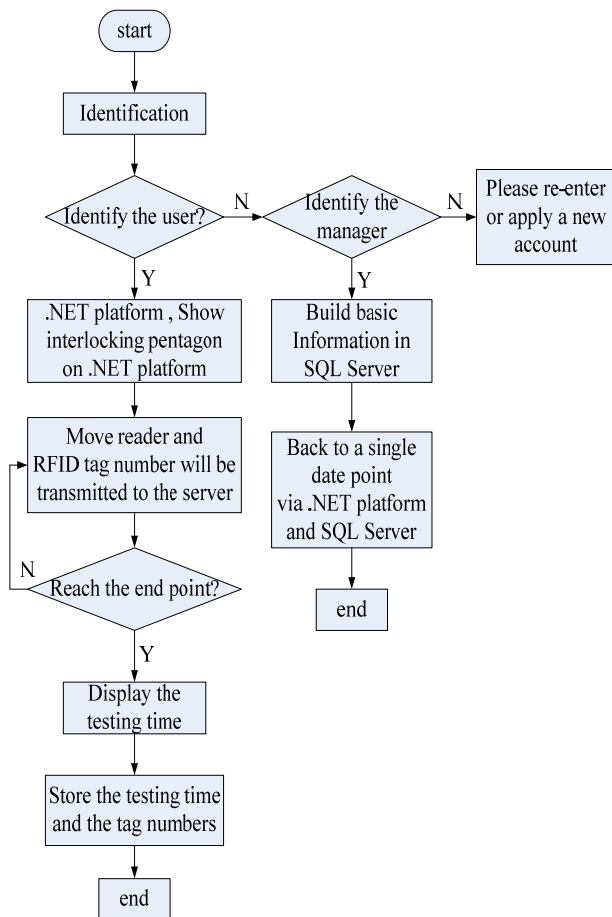 start
Identification
Identify the user?
N
Identify the
manager
N
Please re-enter
or apply a new
account
Y
Y
.NET platform , Show
interlocking pentagon
on .NET platform
Build basic
Information in
SQL Server
Move reader and
RFID tag number will be
transmitted to the server
Back to a single
date point
via .NET platform
and SQL Server
N
Reach the end point?
end
Y
Display the
testing time
Store the testing time
and the tag numbers
end